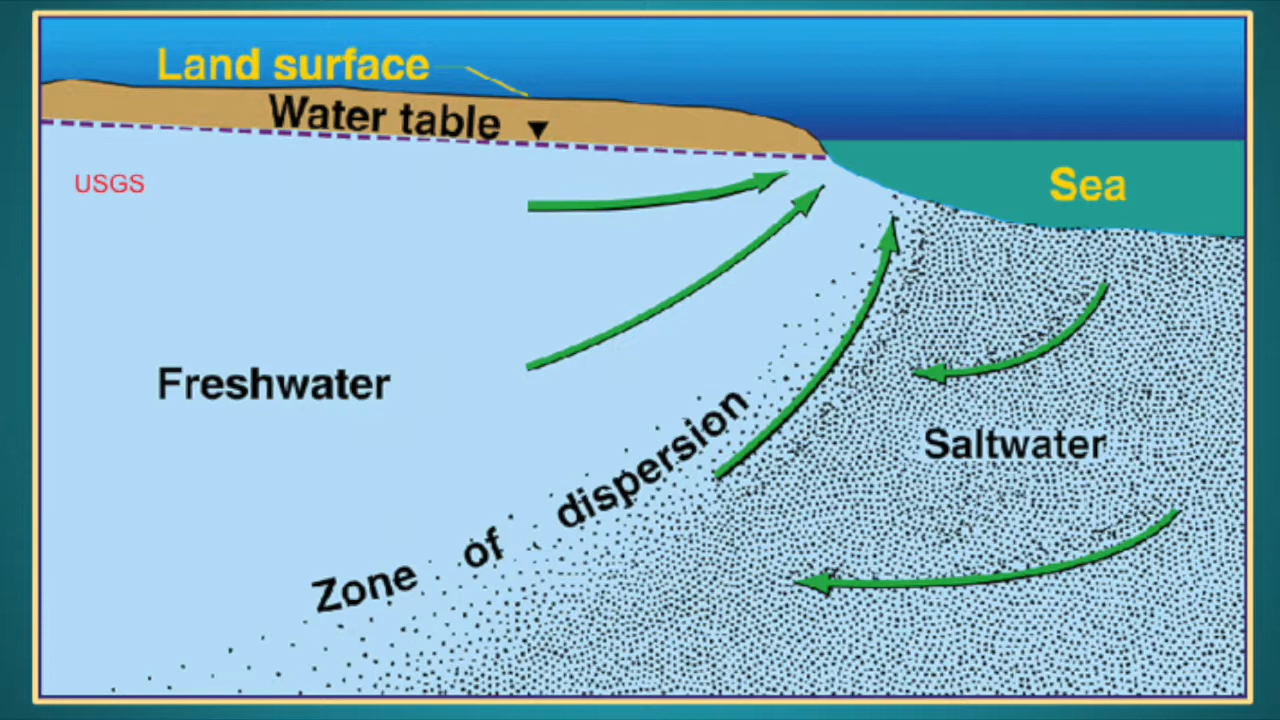 Land surface
Water table
USGS
Sea
Freshwater
Saltwater
Zone of dispersion